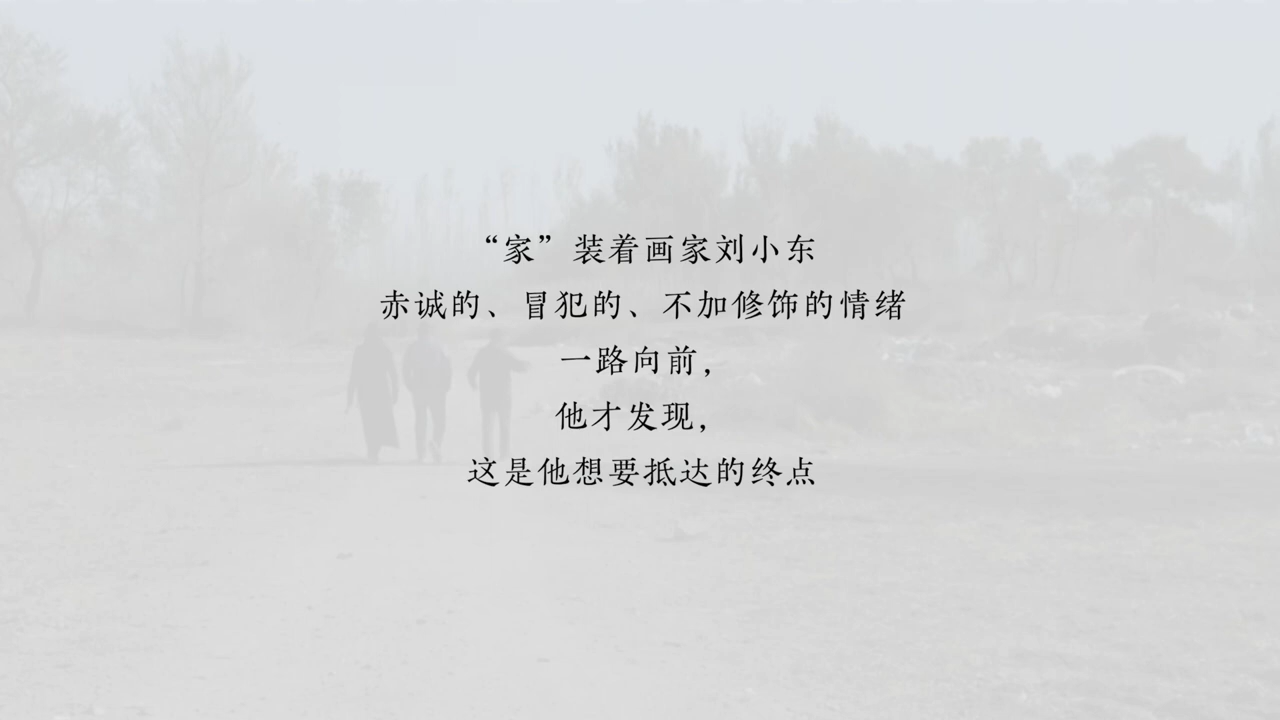 “家”装着画家刘小东
赤诚的、冒犯的、不加修饰的情绪
一路向前，
他才发现，
这是他想要抵达的终点